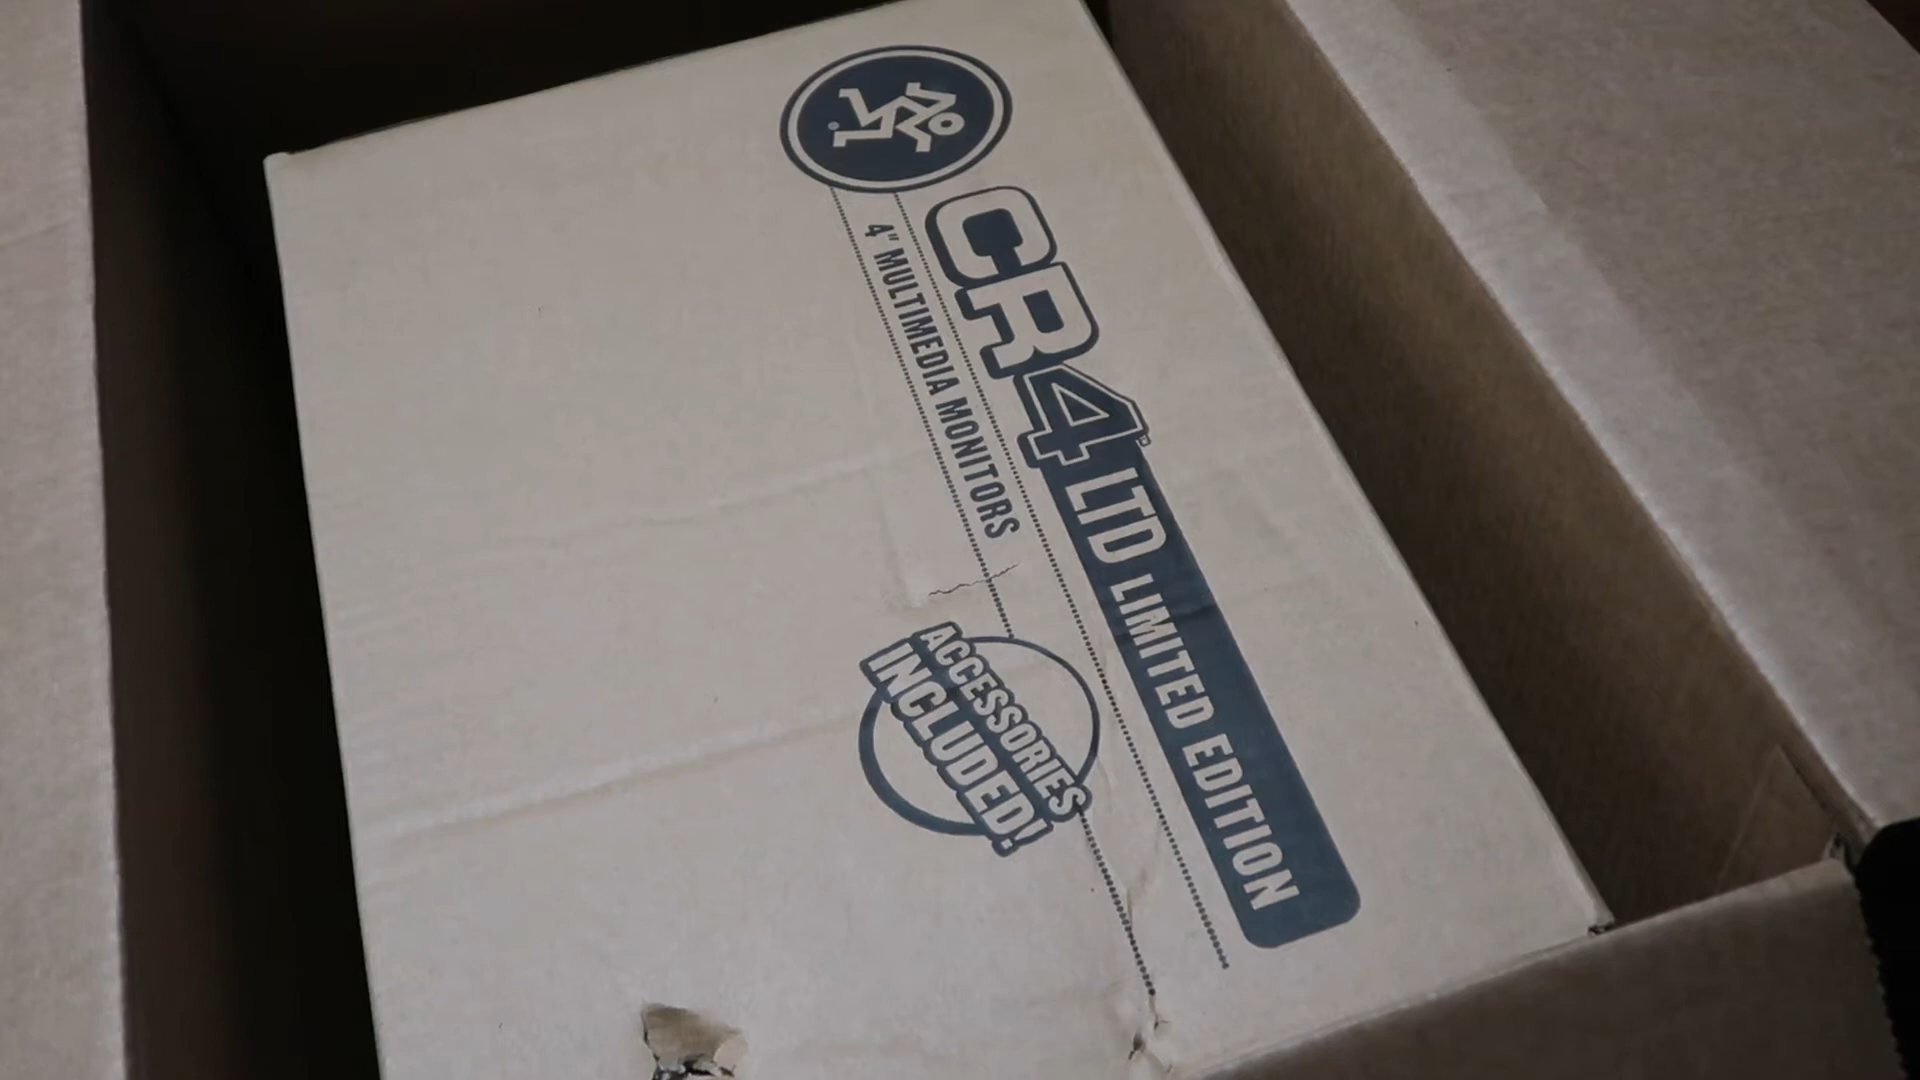 CR4 LTD LIMITED EDITION
4" MULTIMEDIA MONITORS
ACCESSORIES
INCLUDED!